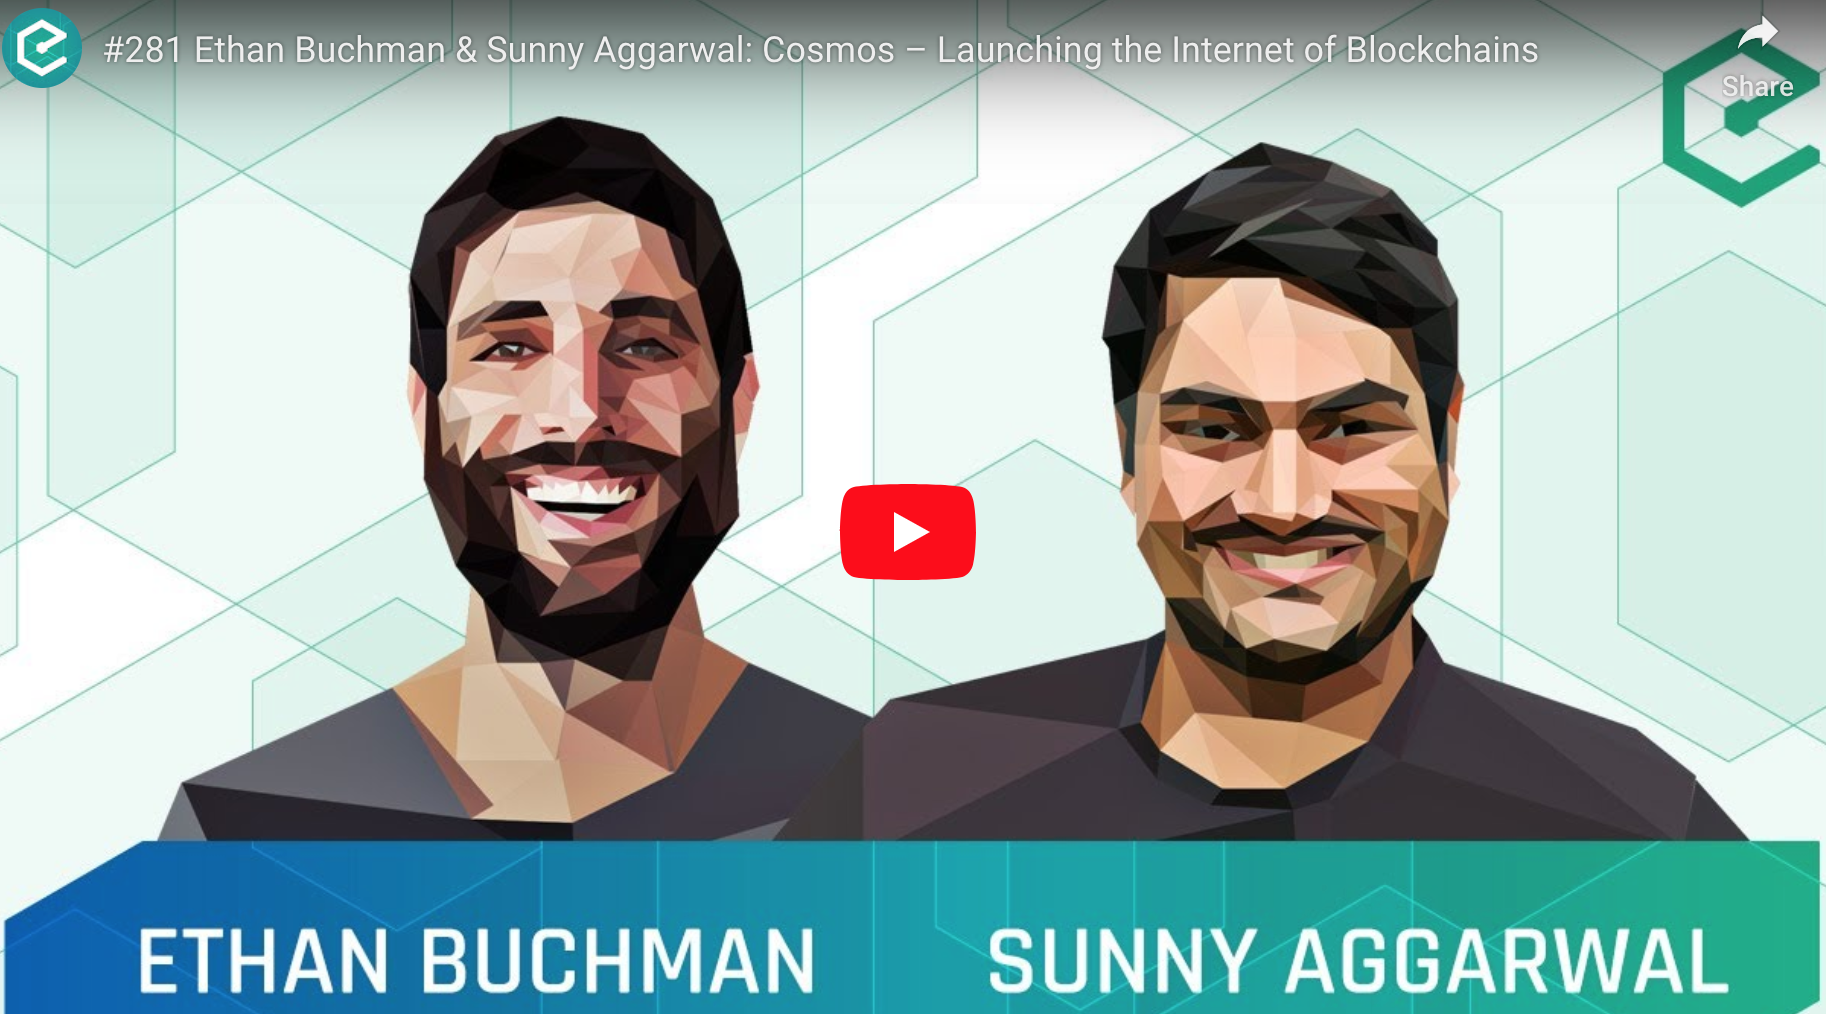 #281 Ethan Buchman & Sunny Aggarwal: Cosmos – Launching the Internet of Blockchains
Share
ETHAN BUCHMAN
SUNNY AGGARWAL